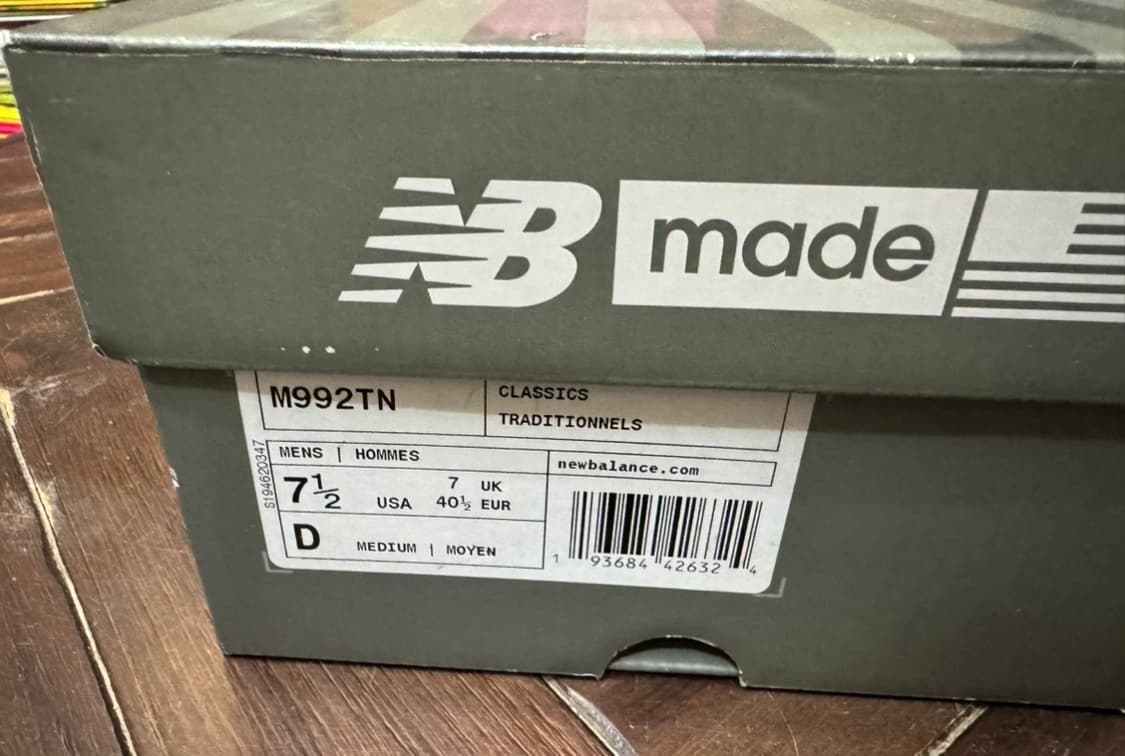 NB made
M992TN
CLASSICS
TRADITIONNELS
MENS | HOMMES
7½ USA
7 UK
40½ EUR
D MEDIUM | MOYEN
S194620347
newbalance.com
1 93684 42632 4